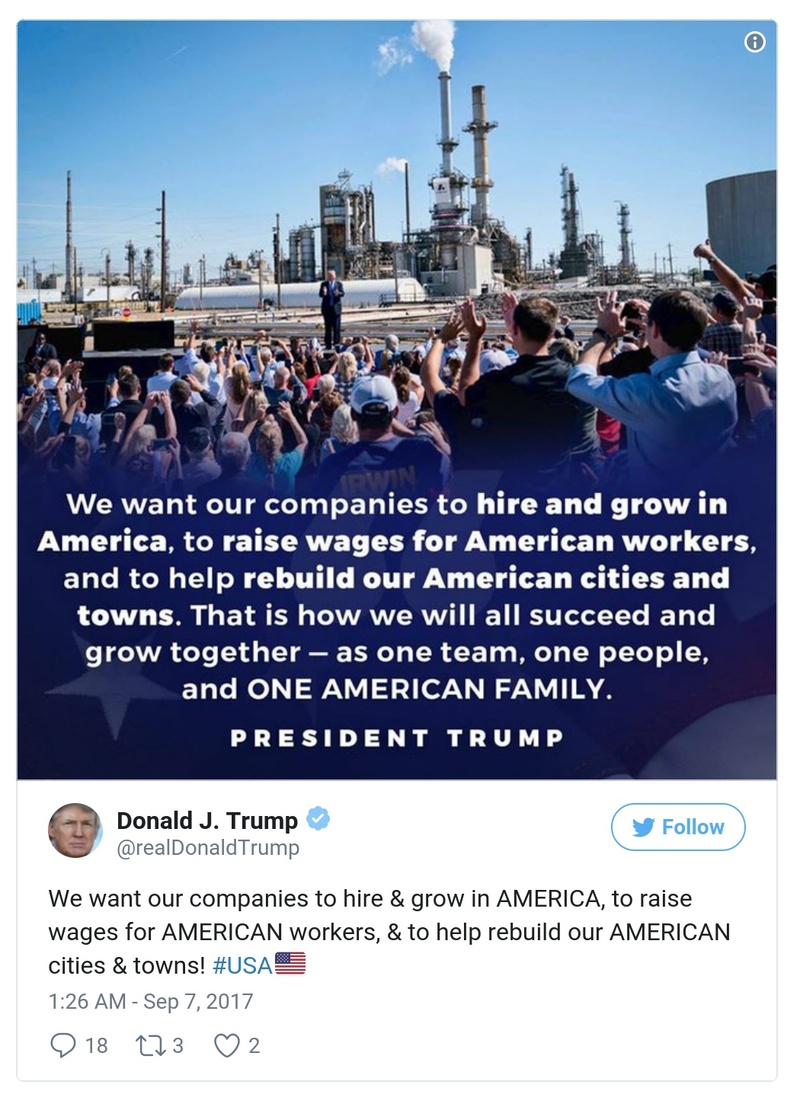 IRWIN
We want our companies to hire and grow in
America, to raise wages for American workers,
and to help rebuild our American cities and
towns. That is how we will all succeed and
grow together — as one team, one people,
and ONE AMERICAN FAMILY.
PRESIDENT TRUMP
Donald J. Trump
@realDonaldTrump
Follow
We want our companies to hire & grow in AMERICA, to raise
wages for AMERICAN workers, & to help rebuild our AMERICAN
cities & towns! #USA🇺🇸
1:26 AM - Sep 7, 2017
18 3 2